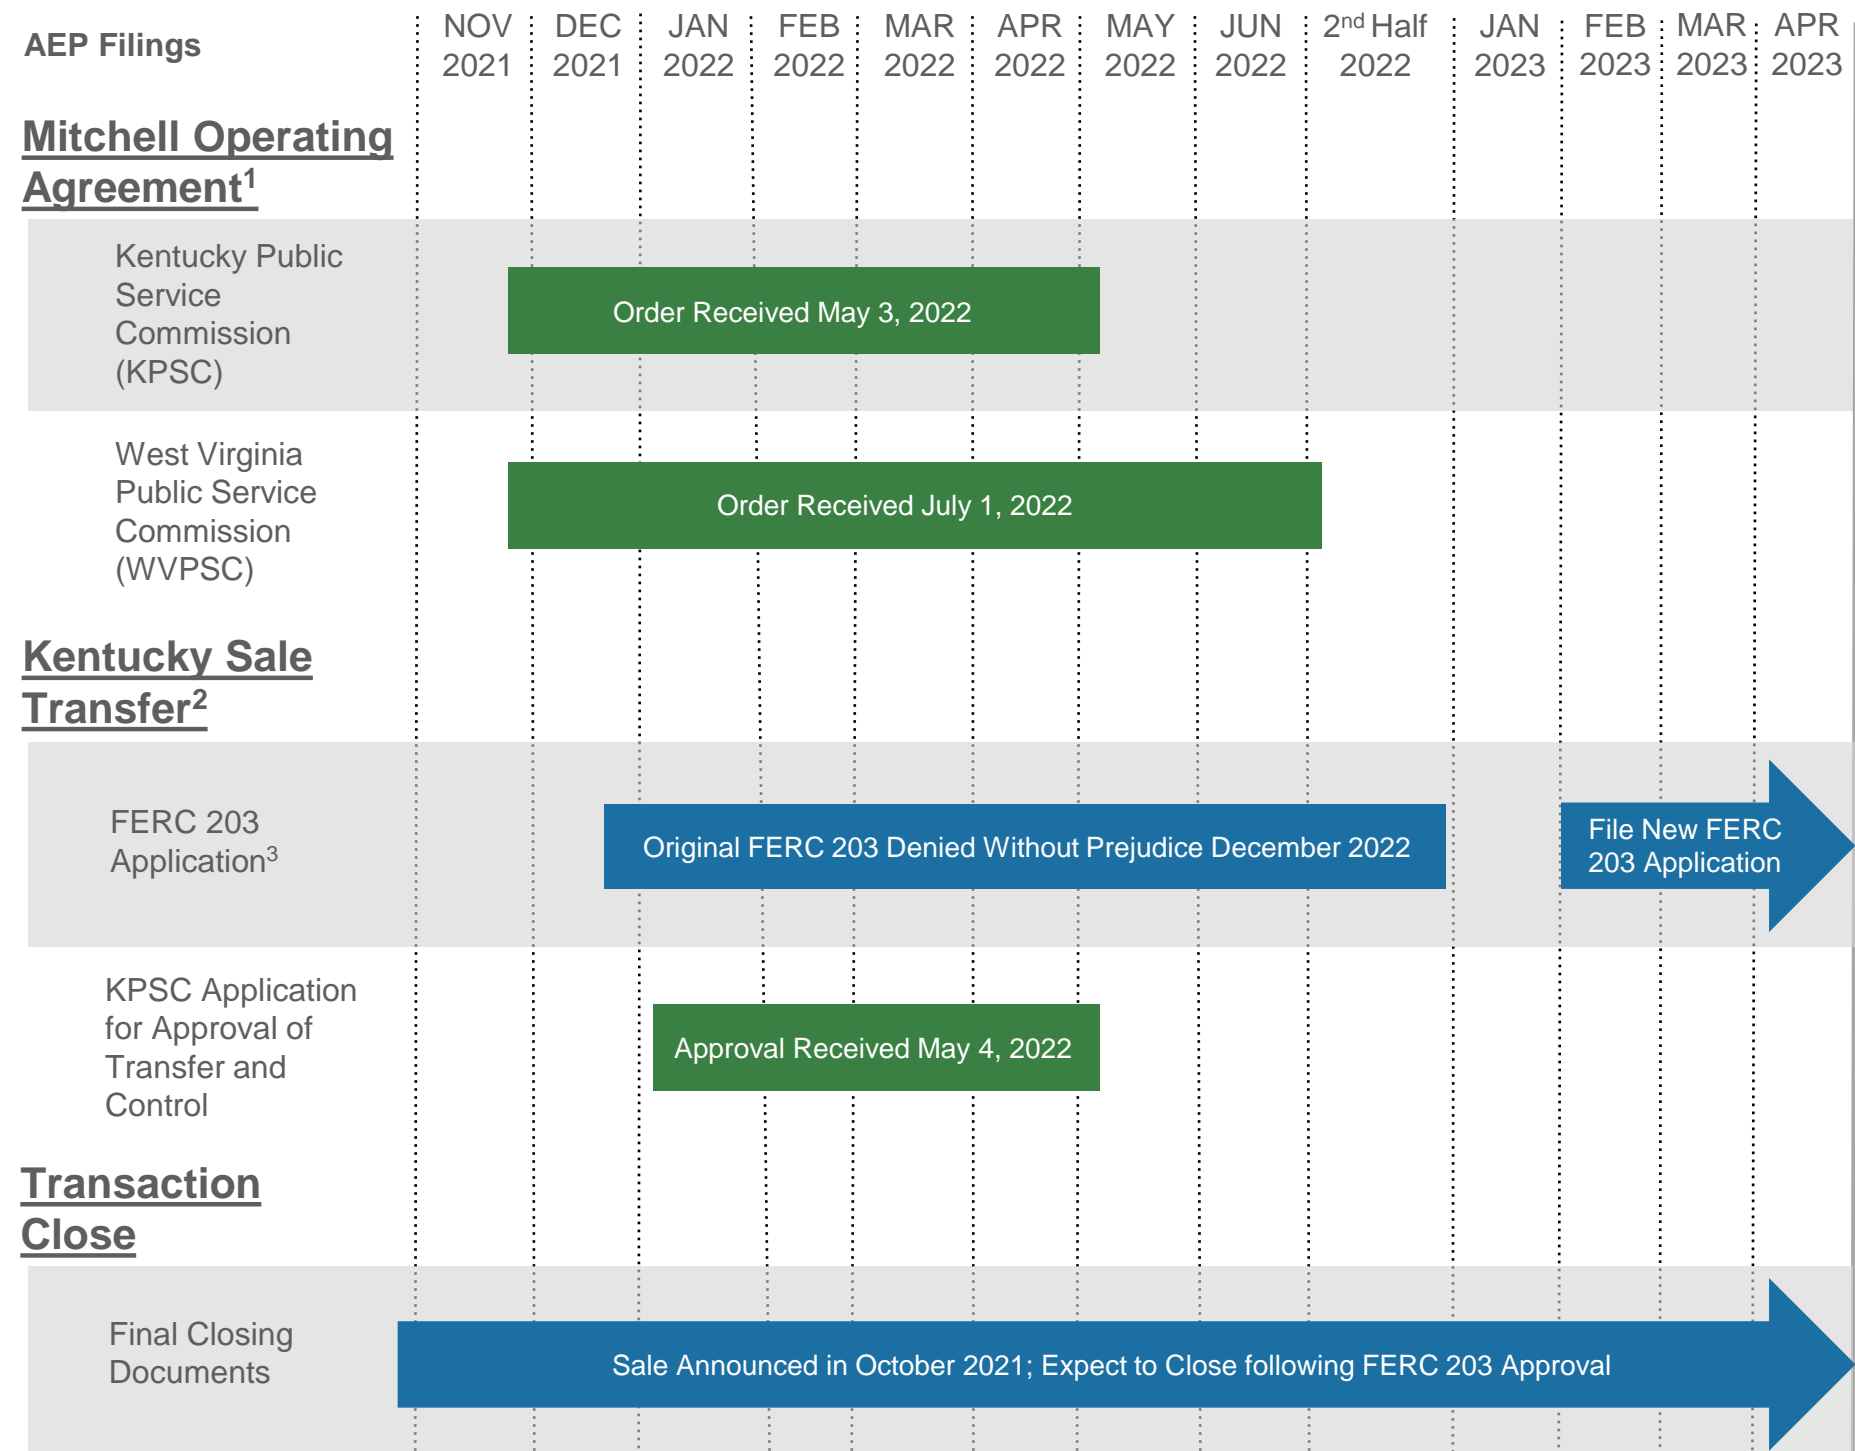 AEP Filings
NOV 2021
DEC 2021
JAN 2022
FEB 2022
MAR 2022
APR 2022
MAY 2022
JUN 2022
2nd Half 2022
JAN 2023
FEB 2023
MAR 2023
APR 2023
Mitchell Operating
Agreement1
Kentucky Public
Service
Commission
(KPSC)
Order Received May 3, 2022
West Virginia
Public Service
Commission
(WVPSC)
Order Received July 1, 2022
Kentucky Sale
Transfer2
FERC 203
Application3
Original FERC 203 Denied Without Prejudice December 2022
File New FERC
203 Application
KPSC Application
for Approval of
Transfer and
Control
Approval Received May 4, 2022
Transaction
Close
Final Closing
Documents
Sale Announced in October 2021; Expect to Close following FERC 203 Approval